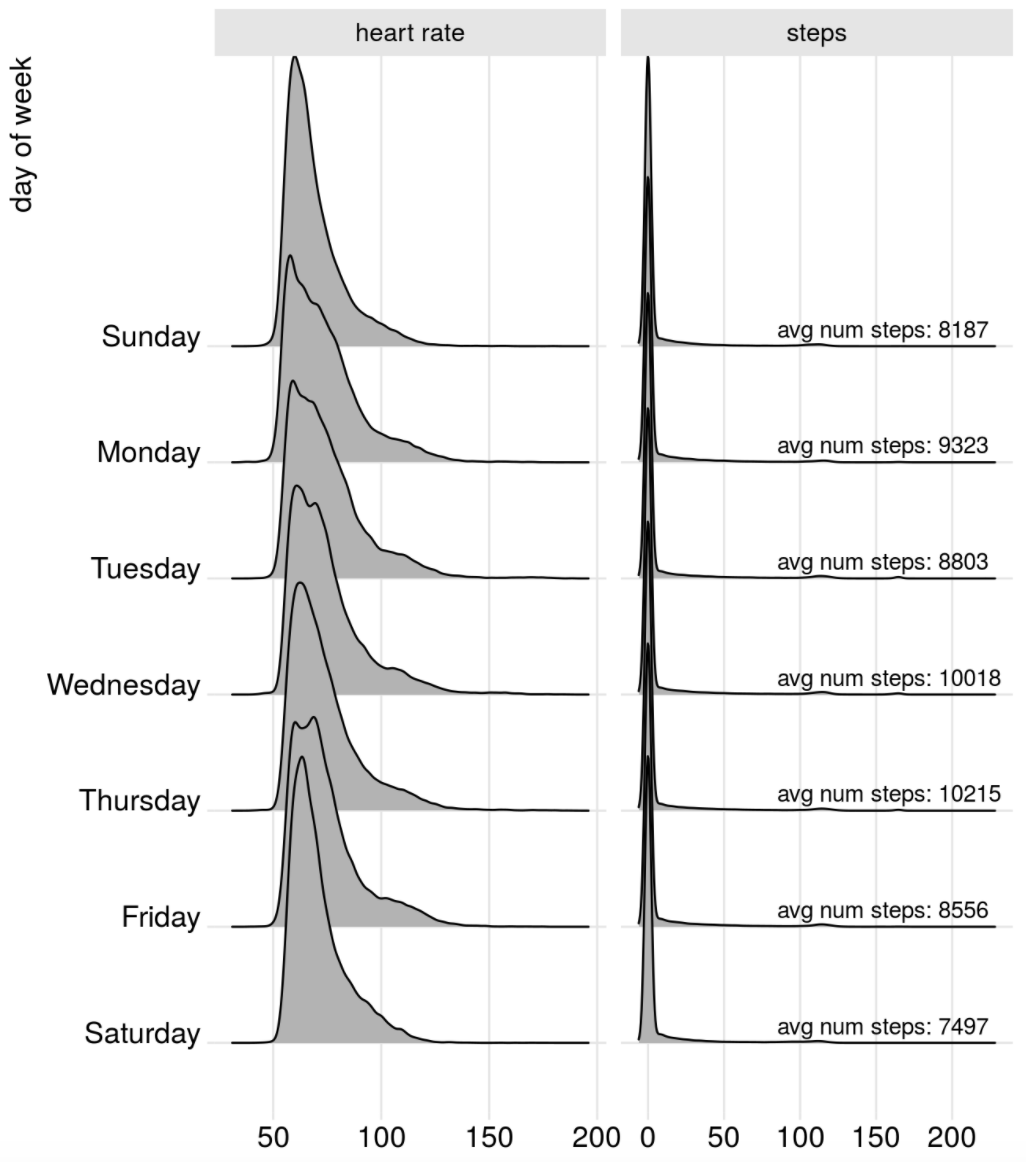 heart rate
steps
day of week
Sunday
avg num steps: 8187
Monday
avg num steps: 9323
Tuesday
avg num steps: 8803
Wednesday
avg num steps: 10018
Thursday
avg num steps: 10215
Friday
avg num steps: 8556
Saturday
avg num steps: 7497
50 100 150 200 0 50 100 150 200